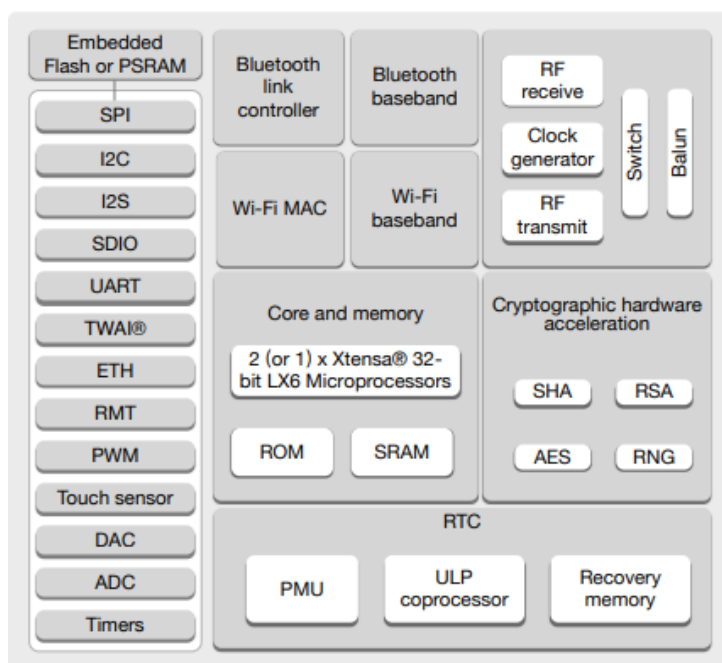 Embedded
Flash or PSRAM
SPI
I2C
I2S
SDIO
UART
TWAI®
ETH
RMT
PWM
Touch sensor
DAC
ADC
Timers
Bluetooth
link
controller
Bluetooth
baseband
Wi-Fi MAC
Wi-Fi
baseband
RF
receive
Clock
generator
RF
transmit
Switch
Balun
Core and memory
2 (or 1) x Xtensa® 32-
bit LX6 Microprocessors
ROM
SRAM
Cryptographic hardware
acceleration
SHA
RSA
AES
RNG
RTC
PMU
ULP
coprocessor
Recovery
memory